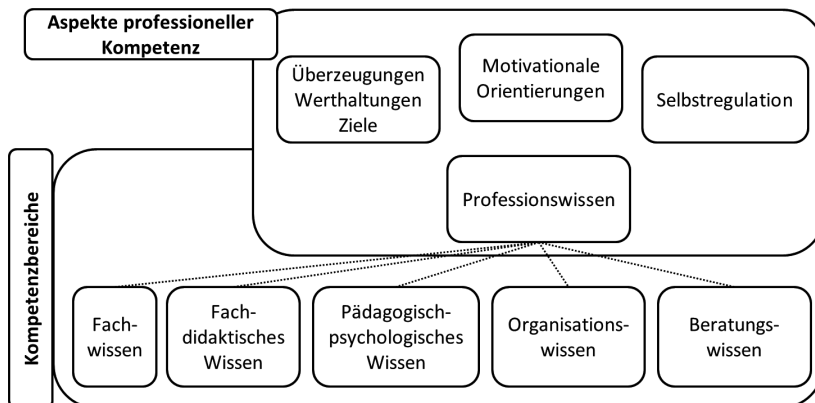 Aspekte professioneller
Kompetenz
Überzeugungen
Werthaltungen
Ziele
Motivationale
Orientierungen
Selbstregulation
Professionswissen
Kompetenzbereiche
Fach-
wissen
Fach-
didaktisches
Wissen
Pädagogisch-
psychologisches
Wissen
Organisations-
wissen
Beratungs-
wissen